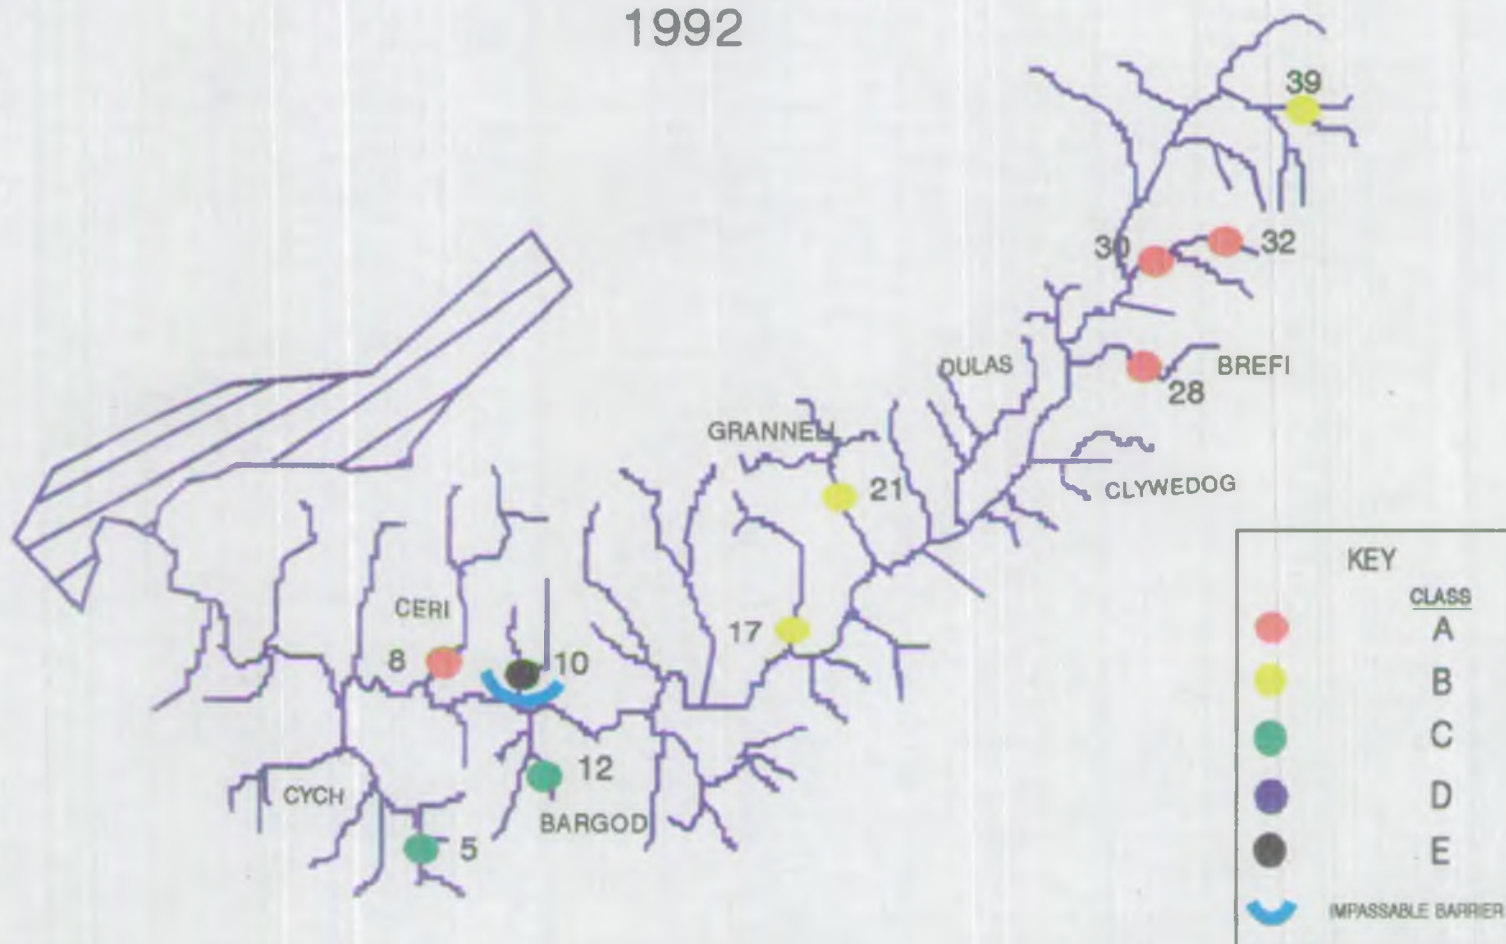 1992
39
30
32
DULAS
BREFI
28
GRANNELL
21
CLYWEDOG
CERI
8
10
17
12
CYCH
BARGOD
5
KEY
CLASS
A
B
C
D
E
IMPASSABLE BARRIER